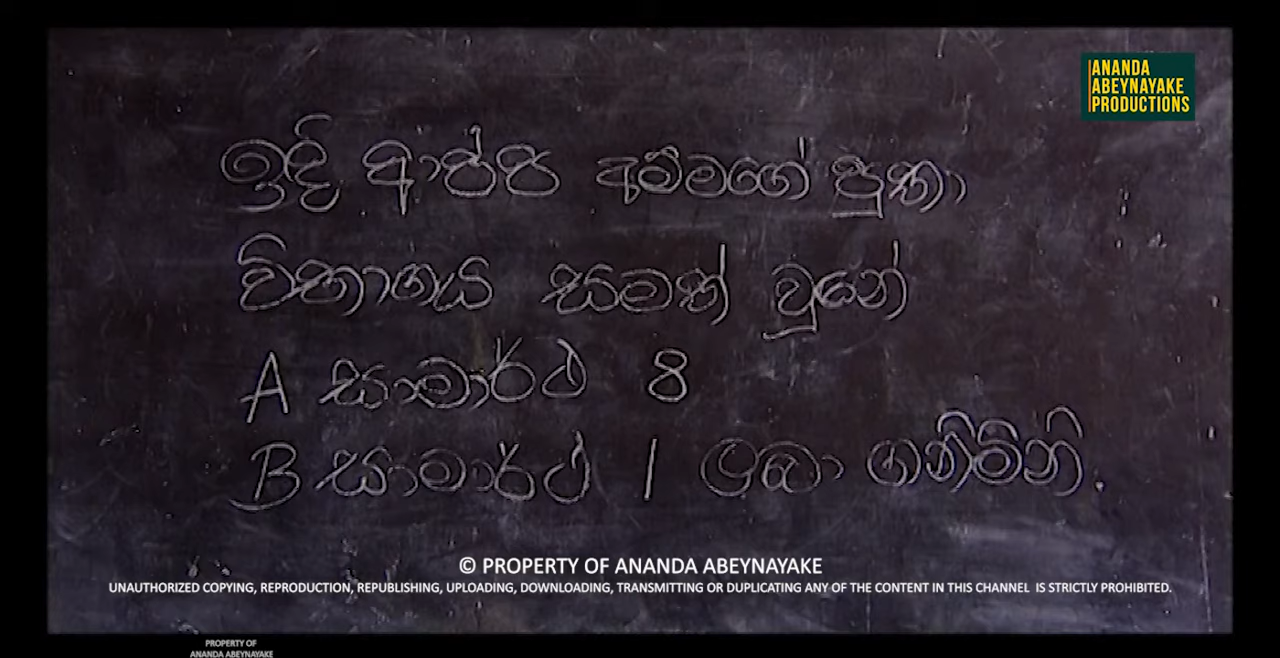 ANANDA
ABEYNAYAKE
PRODUCTIONS
ඉඳි ආප්ප අම්මගේ පුතා
විභාගය සමත් වුනේ
A සාමාර්ථ 8
B සාමාර්ථ 1 ලබා ගනිමිනි.
© PROPERTY OF ANANDA ABEYNAYAKE
UNAUTHORIZED COPYING, REPRODUCTION, REPUBLISHING, UPLOADING, DOWNLOADING, TRANSMITTING OR DUPLICATING ANY OF THE CONTENT IN THIS CHANNEL IS STRICTLY PROHIBITED.
PROPERTY OF
ANANDA ABEYNAYAKE